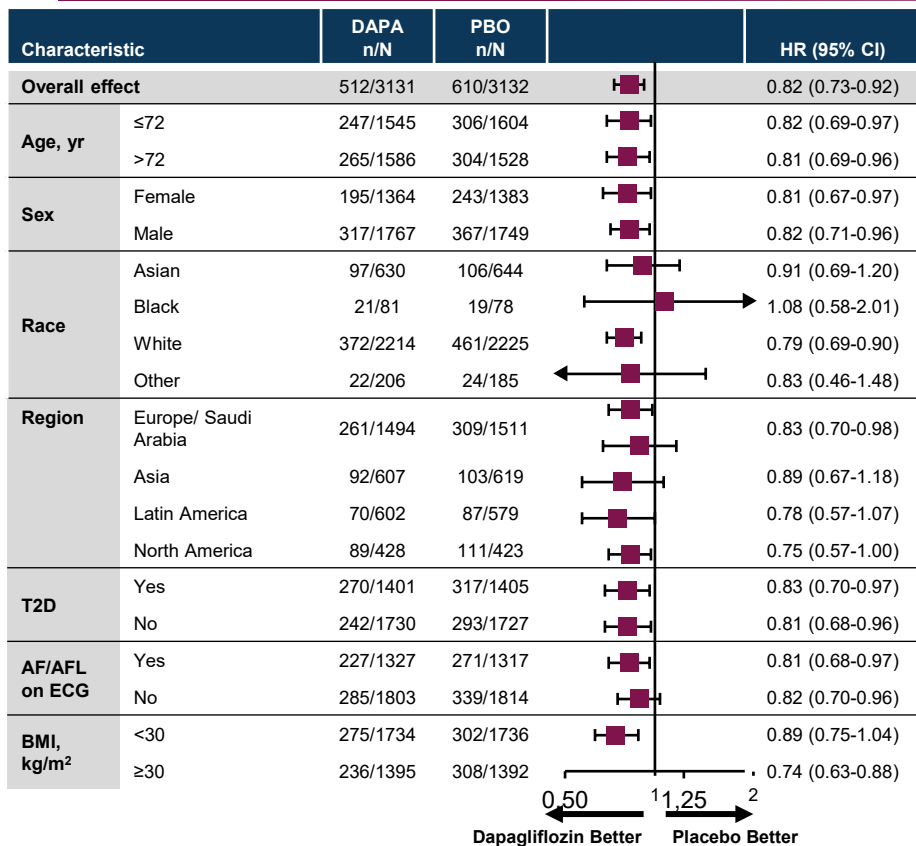 Characteristic DAPA n/N PBO n/N HR (95% CI)
Overall effect 512/3131 610/3132 0.82 (0.73-0.92)
Age, yr ≤72 247/1545 306/1604 0.82 (0.69-0.97)
>72 265/1586 304/1528 0.81 (0.69-0.96)
Sex Female 195/1364 243/1383 0.81 (0.67-0.97)
Male 317/1767 367/1749 0.82 (0.71-0.96)
Race Asian 97/630 106/644 0.91 (0.69-1.20)
Black 21/81 19/78 1.08 (0.58-2.01)
White 372/2214 461/2225 0.79 (0.69-0.90)
Other 22/206 24/185 0.83 (0.46-1.48)
Region Europe/ Saudi Arabia 261/1494 309/1511 0.83 (0.70-0.98)
Asia 92/607 103/619 0.89 (0.67-1.18)
Latin America 70/602 87/579 0.78 (0.57-1.07)
North America 89/428 111/423 0.75 (0.57-1.00)
T2D Yes 270/1401 317/1405 0.83 (0.70-0.97)
No 242/1730 293/1727 0.81 (0.68-0.96)
AF/AFL on ECG Yes 227/1327 271/1317 0.81 (0.68-0.97)
No 285/1803 339/1814 0.82 (0.70-0.96)
BMI, kg/m² <30 275/1734 302/1736 0.89 (0.75-1.04)
≥30 236/1395 308/1392 0.74 (0.63-0.88)
0,50 1 1,25 2
Dapagliflozin Better Placebo Better